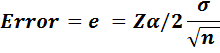 Error = e = Zα/2 σ/√n